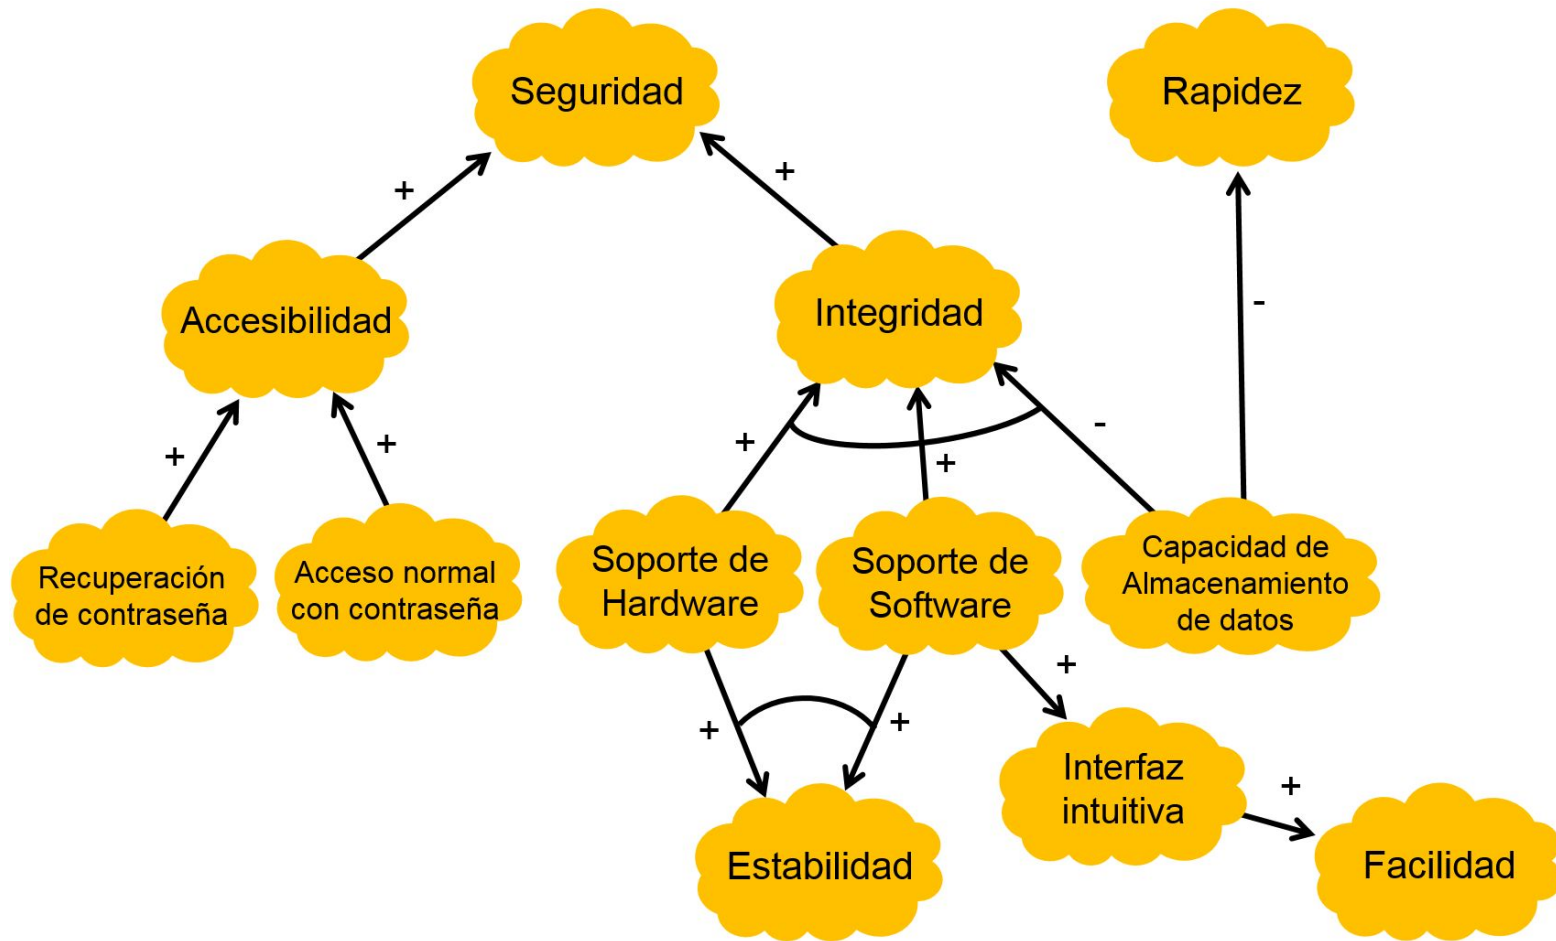 Seguridad
Rapidez
+
+
Accesibilidad
Integridad
-
+
+
+
+
-
Recuperación
de contraseña
Acceso normal
con contraseña
Soporte de
Hardware
Soporte de
Software
Capacidad de
Almacenamiento
de datos
+
+
+
Interfaz
intuitiva
+
Estabilidad
Facilidad